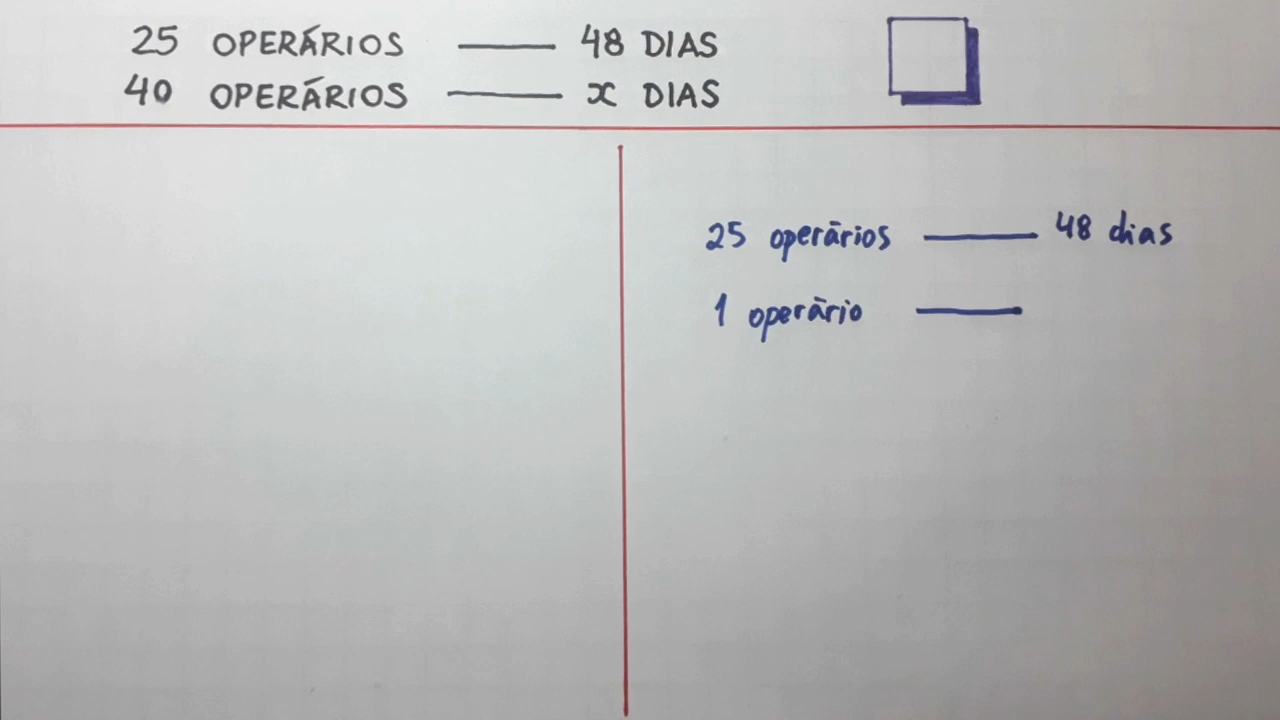 25 OPERÁRIOS — 48 DIAS
40 OPERÁRIOS — x DIAS
25 operários — 48 dias
1 operário —